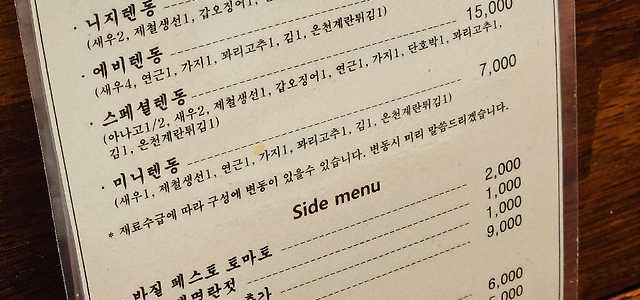 · 니지텐동
(새우2, 제철생선1, 갑오징어1,
· 에비텐동 15,000
(새우4, 연근1, 가지1, 꽈리고추1, 김1, 온천계란튀김1)
· 스페셜텐동
(아나고1/2, 새우2, 제철생선1, 갑오징어1, 연근1, 가지1, 단호박1, 꽈리고추1,
김1, 온천계란튀김1)
· 미니텐동 7,000
(새우1, 제철생선1, 연근1, 가지1, 꽈리고추1, 김1, 온천계란튀김1)
* 재료수급에 따라 구성에 변동이 있을수 있습니다. 변동시 미리 말씀드리겠습니다.
Side menu
바질 페스토 토마토 2,000
명란젓 1,000
추가 1,000
9,000
6,000